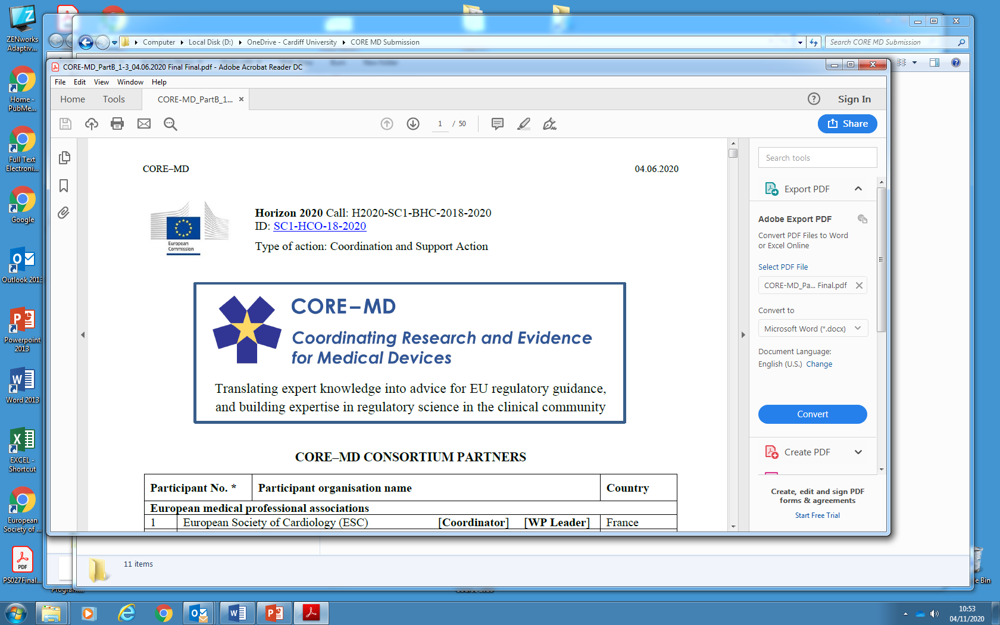 ZENworks
Adaptiv...
Home -
PubMe...
Full Text
Electroni...
Google
Outlook 2013
Powerpoint
2013
Word 2013
EXCEL -
Shortcut
European
Society of ...
PS027Final...
Computer
Local Disk (D:)
OneDrive - Cardiff University
CORE MD Submission
Search CORE MD Submission
CORE-MD_PartB_1-3_04.06.2020 Final Final.pdf - Adobe Acrobat Reader DC
File Edit View Window Help
Home Tools CORE-MD_PartB_1... Sign In
1 / 50
Share
CORE–MD 04.06.2020
European
Commission
Horizon 2020 Call: H2020-SC1-BHC-2018-2020
ID: SC1-HCO-18-2020
Type of action: Coordination and Support Action
CORE–MD
Coordinating Research and Evidence
for Medical Devices
Translating expert knowledge into advice for EU regulatory guidance,
and building expertise in regulatory science in the clinical community
CORE–MD CONSORTIUM PARTNERS
Participant No. * Participant organisation name Country
European medical professional associations
1 European Society of Cardiology (ESC) [Coordinator] [WP Leader] France
Search tools
Export PDF
Adobe Export PDF
Convert PDF Files to Word
or Excel Online
Select PDF File
CORE-MD_Pa... Final.pdf
Convert to
Microsoft Word (*.docx)
Document Language:
English (U.S.) Change
Convert
Create PDF
Create, edit and sign PDF
forms & agreements
Start Free Trial
11 items
e Bin
10:53
04/11/2020